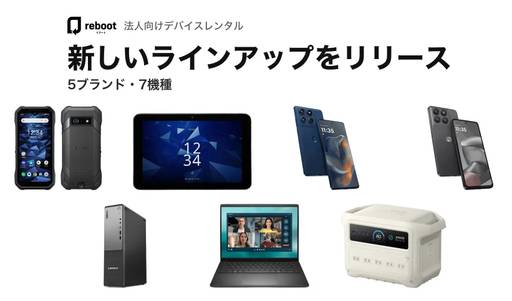 reboot
法人向けデバイスレンタル
新しいラインアップをリリース
5ブランド・7機種
12
34
11:35
11:35